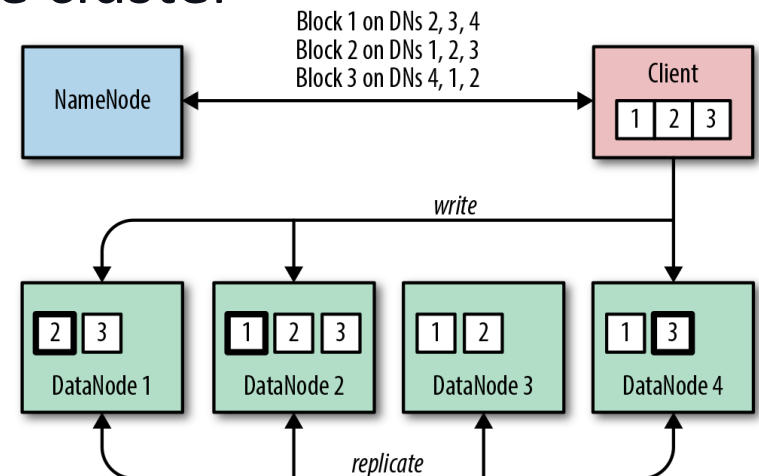 Block 1 on DNs 2, 3, 4
Block 2 on DNs 1, 2, 3
Block 3 on DNs 4, 1, 2
NameNode
Client
1 2 3
write
2 3
DataNode 1
1 2 3
DataNode 2
1 2
DataNode 3
1 3
DataNode 4
replicate